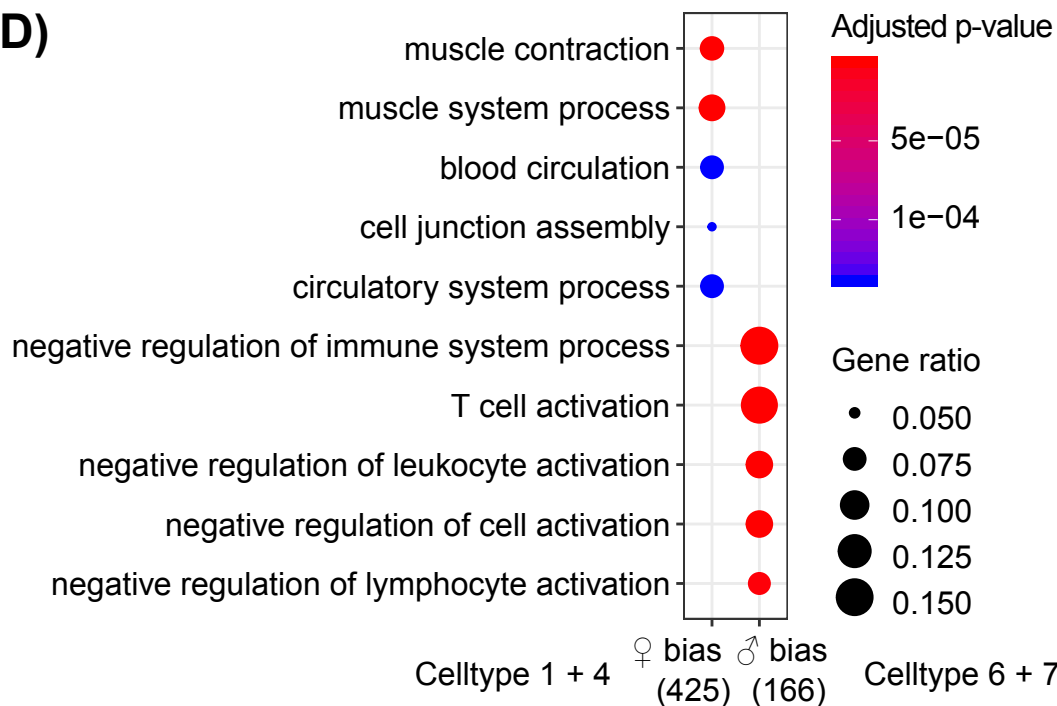 D)
muscle contraction
muscle system process
blood circulation
cell junction assembly
circulatory system process
negative regulation of immune system process
T cell activation
negative regulation of leukocyte activation
negative regulation of cell activation
negative regulation of lymphocyte activation
Celltype 1 + 4
♀ bias
(425)
♂ bias
(166)
Celltype 6 + 7
Adjusted p-value
5e−05
1e−04
Gene ratio
0.050
0.075
0.100
0.125
0.150